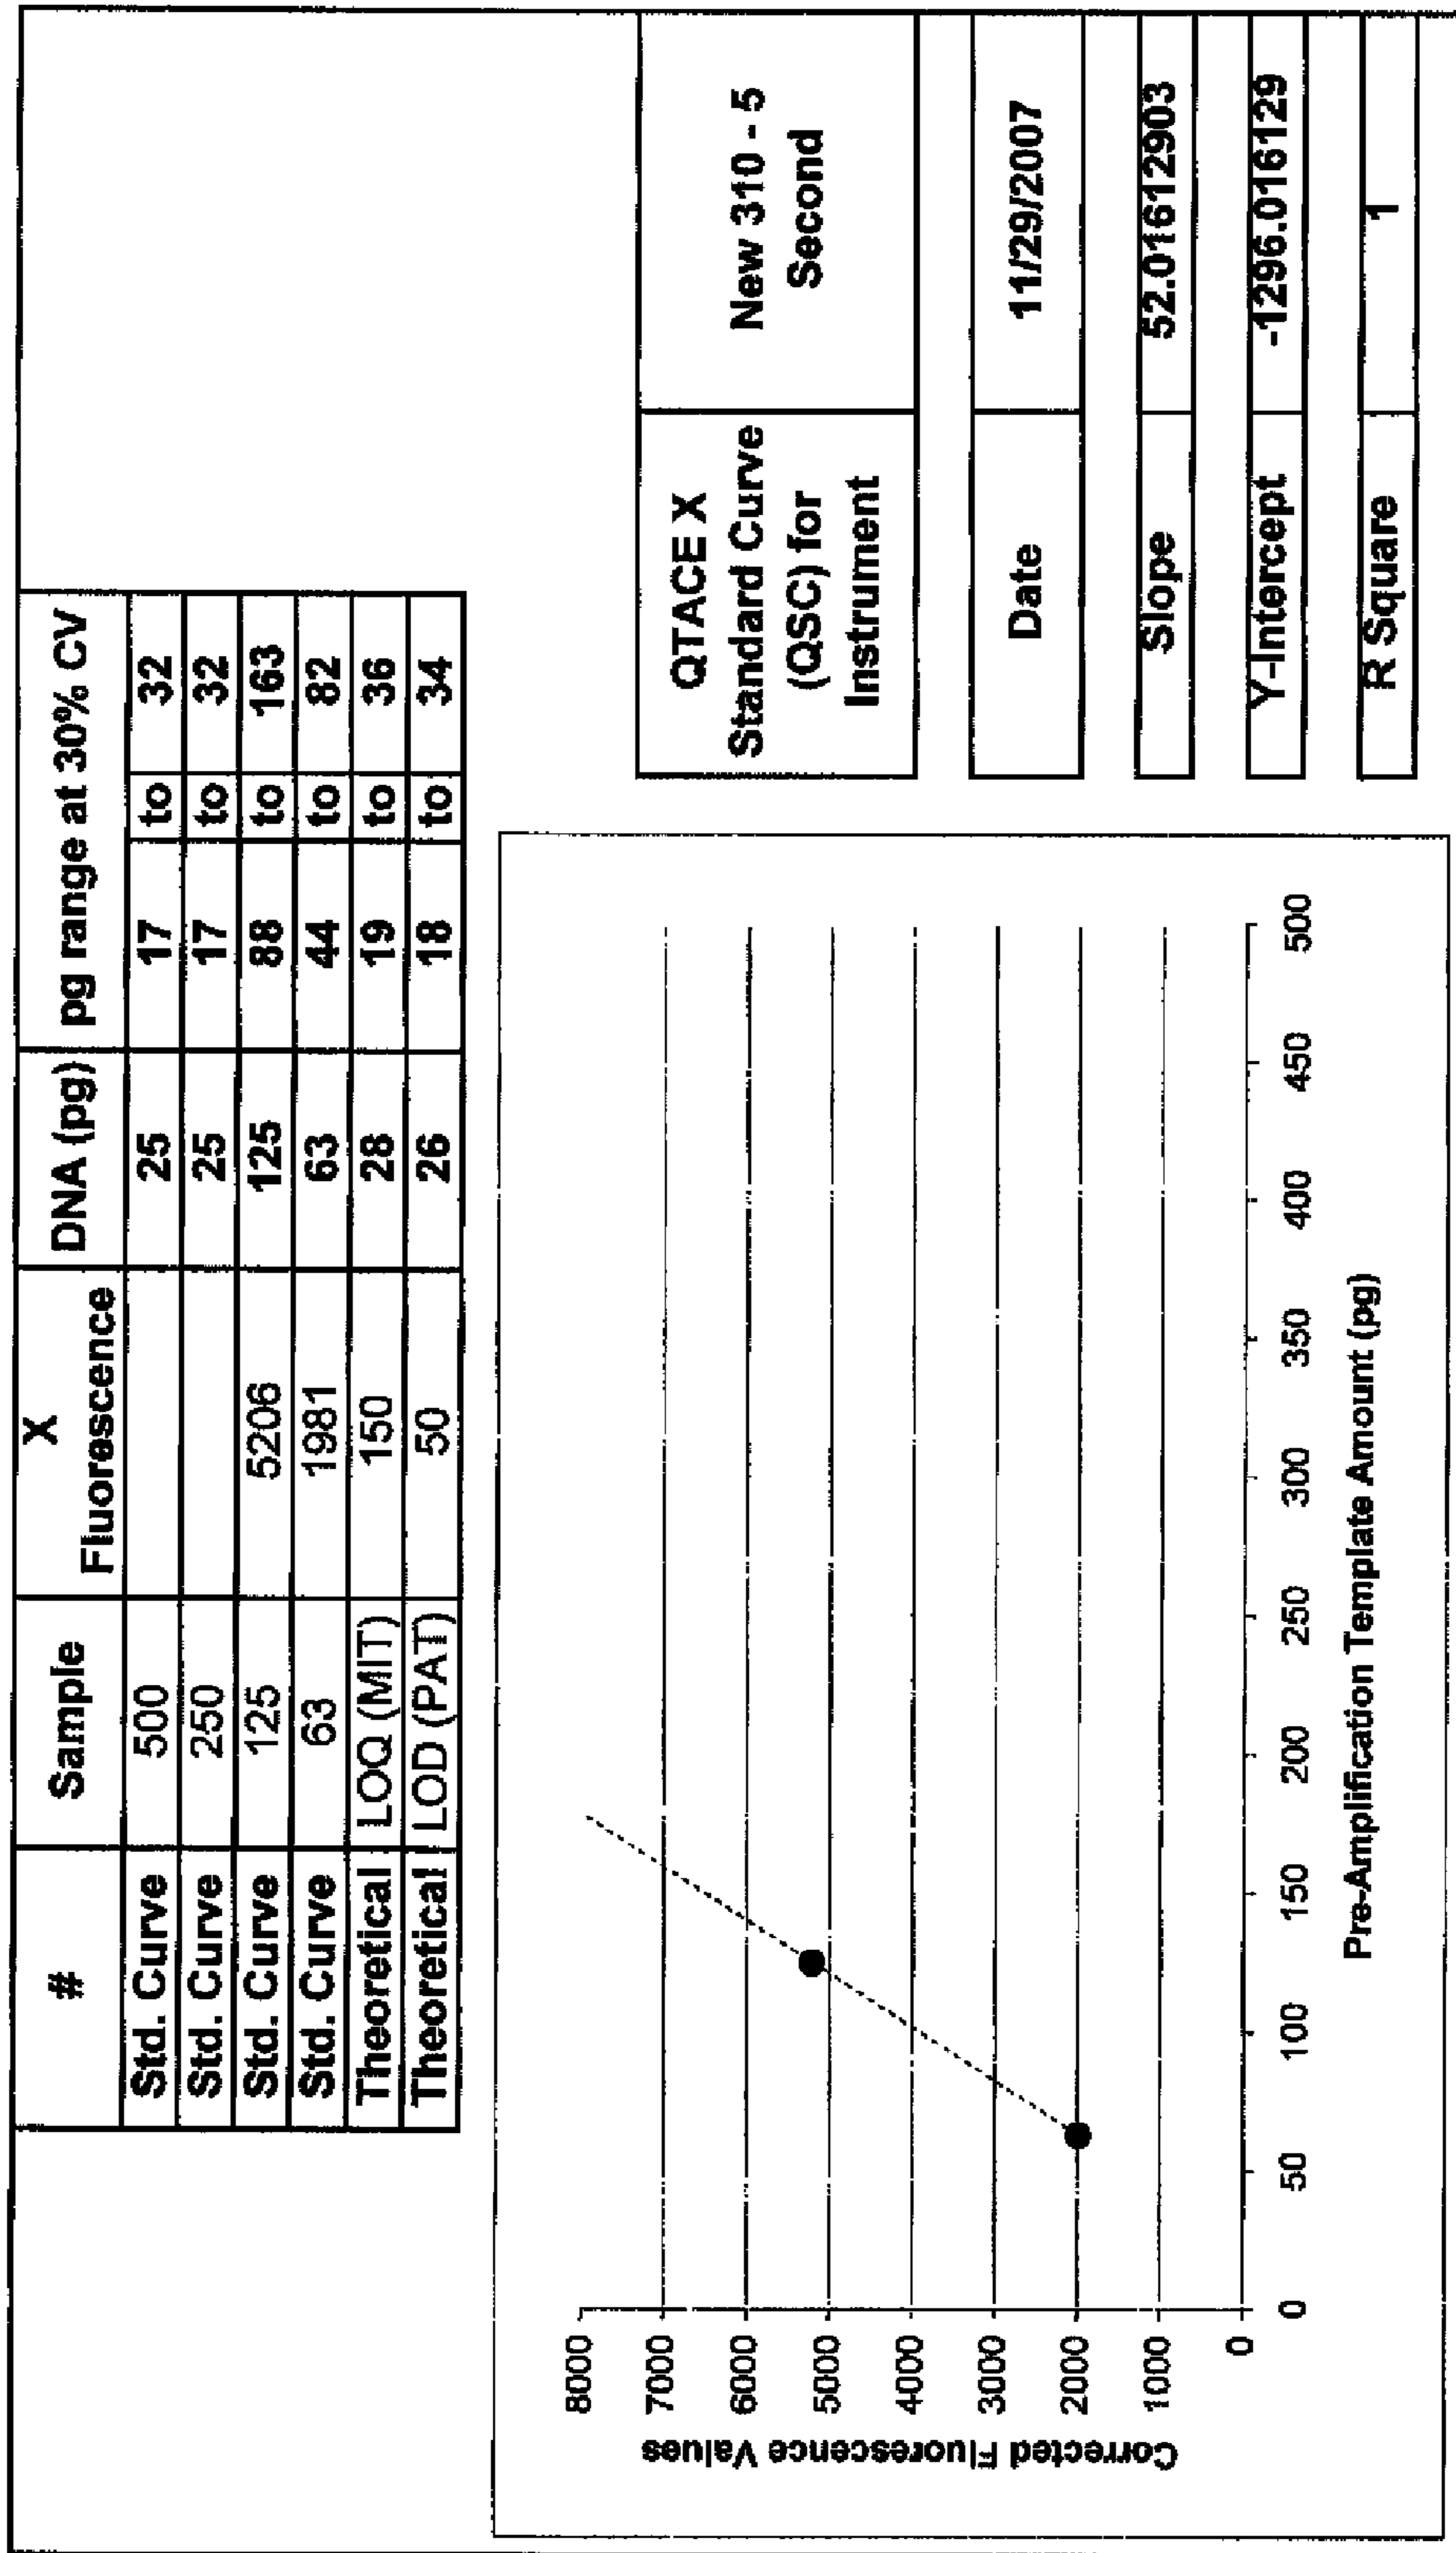 # Sample X Fluorescence DNA (pg) pg range at 30% CV
Std. Curve 500 25 17 to 32
Std. Curve 250 25 17 to 32
Std. Curve 125 5206 125 88 to 163
Std. Curve 63 1981 63 44 to 82
Theoretical LOQ (MIT) 150 28 19 to 36
Theoretical LOD (PAT) 50 26 18 to 34
Corrected Fluorescence Values
8000
7000
6000
5000
4000
3000
2000
1000
0
0 50 100 150 200 250 300 350 400 450 500
Pre-Amplification Template Amount (pg)
QTACE X
Standard Curve
(QSC) for
Instrument
New 310 - 5
Second
Date 11/29/2007
Slope 52.01612903
Y-Intercept -1296.016129
R Square 1